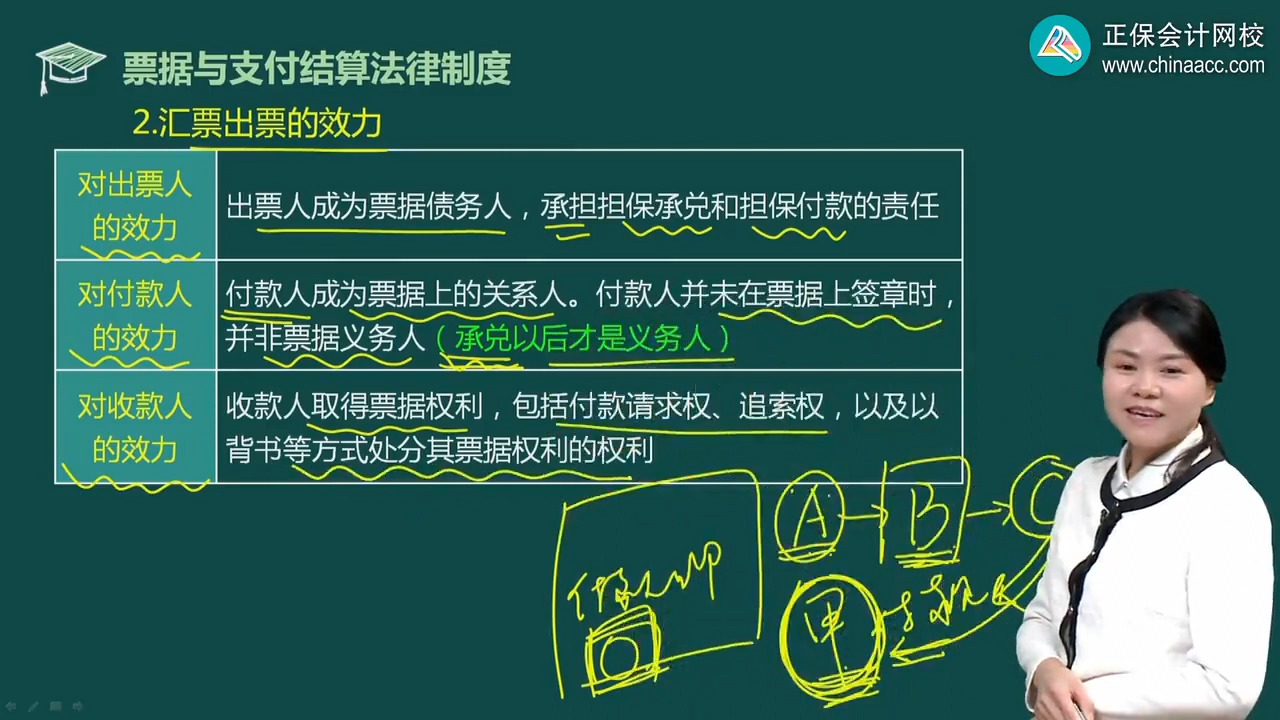 票据与支付结算法律制度
正保会计网校
www.chinaacc.com
2.汇票出票的效力
对出票人
的效力
出票人成为票据债务人，承担担保承兑和担保付款的责任
对付款人
的效力
付款人成为票据上的关系人。付款人并未在票据上签章时，
并非票据义务人（承兑以后才是义务人）
对收款人
的效力
收款人取得票据权利，包括付款请求权、追索权，以及以
背书等方式处分其票据权利的权利
A B C
甲